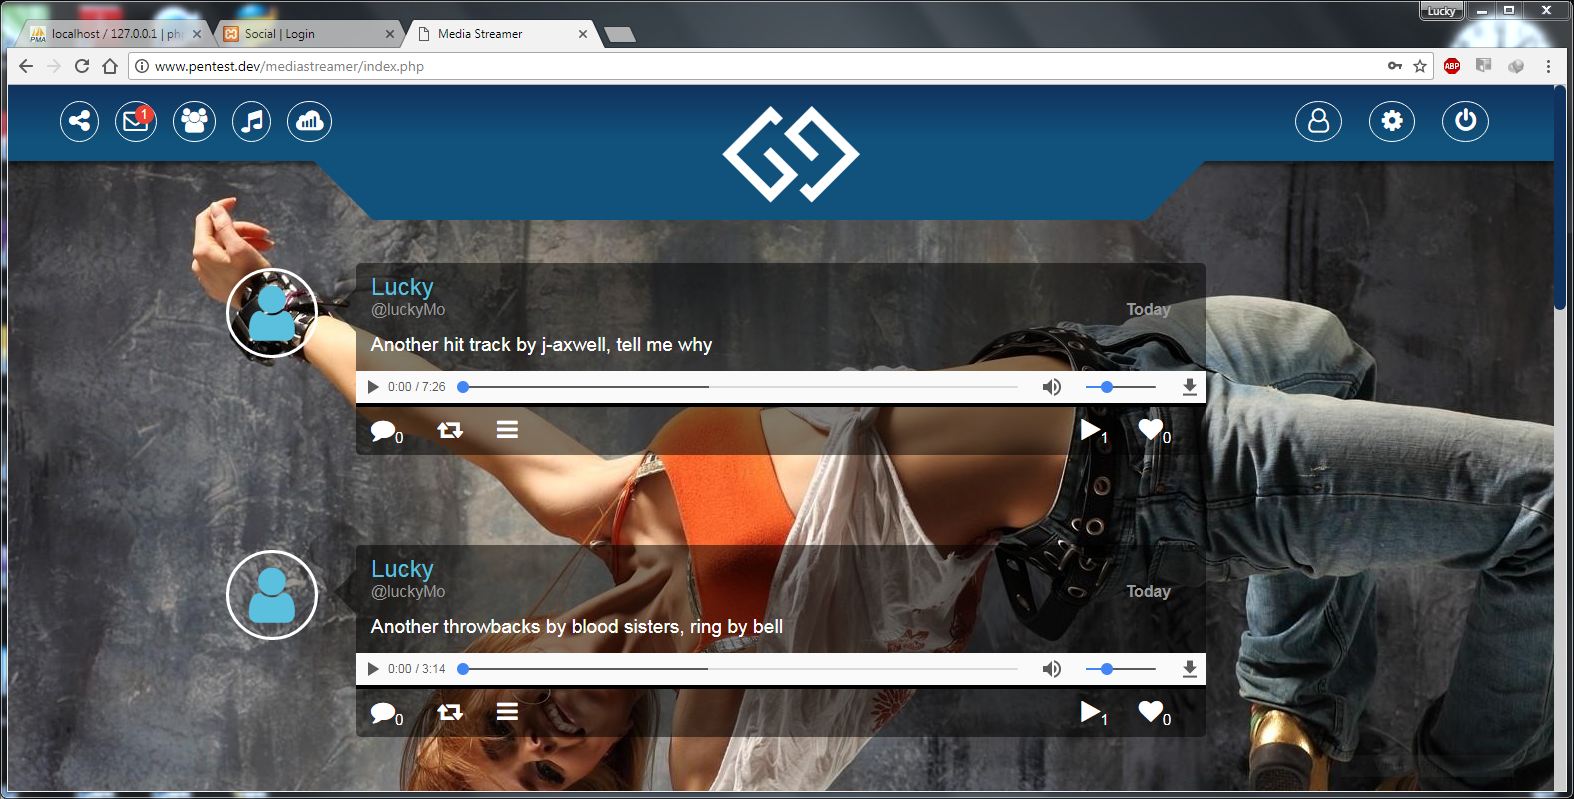 Lucky
PMA
localhost / 127.0.0.1 | php
Social | Login
Media Streamer
www.pentest.dev/mediastreamer/index.php
ABP
1
Lucky
@luckyMo
Today
Another hit track by j-axwell, tell me why
0:00 / 7:26
0
1
0
Lucky
@luckyMo
Today
Another throwbacks by blood sisters, ring by bell
0:00 / 3:14
0
1
0